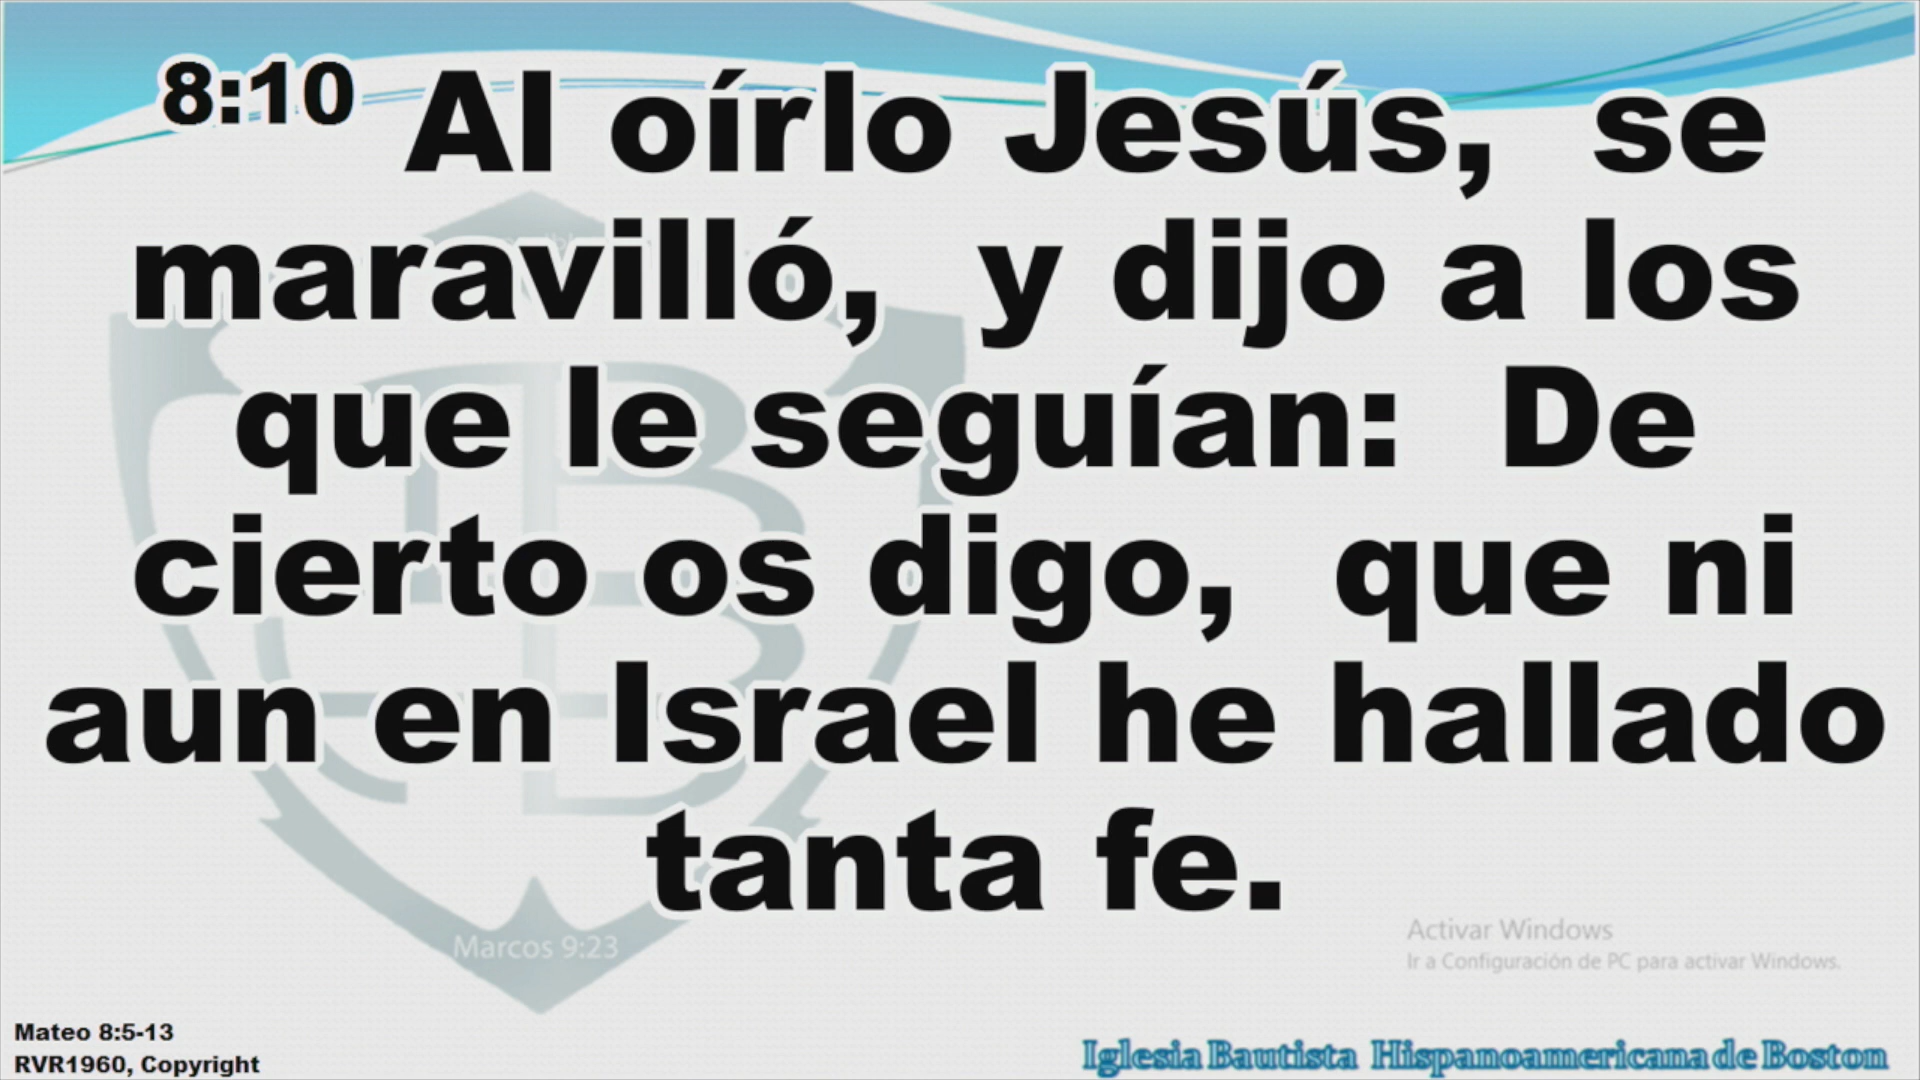 8:10 Al oírlo Jesús, se
maravilló, y dijo a los
que le seguían: De
cierto os digo, que ni
aun en Israel he hallado
tanta fe.
Marcos 9:23
Activar Windows
Ir a Configuración de PC para activar Windows.
Mateo 8:5-13
RVR1960, Copyright
Iglesia Bautista Hispanoamericana de Boston